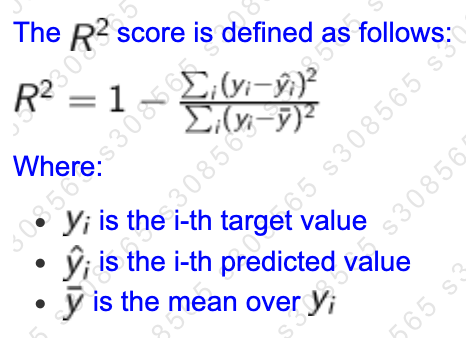 The R² score is defined as follows:
R² = 1 − ∑ᵢ(yᵢ−ŷᵢ)² / ∑ᵢ(yᵢ−ȳ)²
Where:
• yᵢ is the i-th target value
• ŷᵢ is the i-th predicted value
• ȳ is the mean over yᵢ